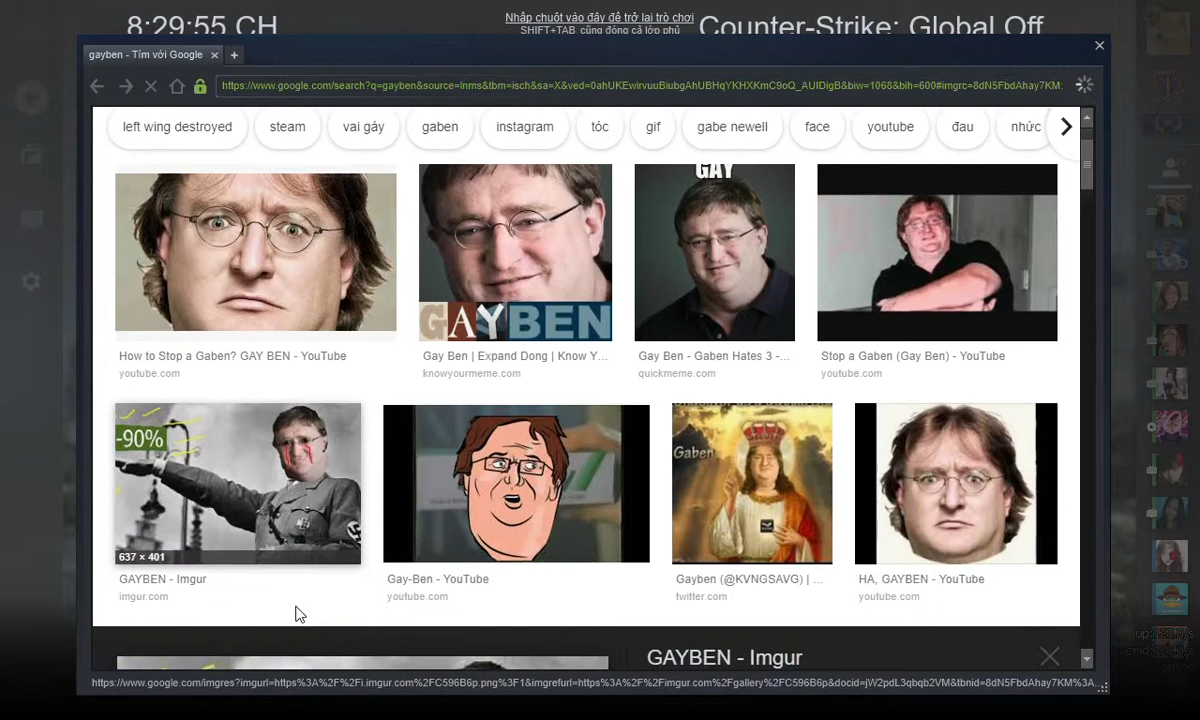 8:29:55 CH
Nhấp chuột vào đây để trở lại trò chơi
SHIFT+TAB cũng đóng cả lớp phủ
Counter-Strike: Global Off
gayben - Tìm với Google
https://www.google.com/search?q=gayben&source=lnms&tbm=isch&sa=X&ved=0ahUKEwirvuuBiubgAhUBHqYKHXKmC9oQ_AUIDigB&biw=1068&bih=600#imgrc=8dN5FbdAhay7KM:
left wing destroyed
steam
vai gáy
gaben
instagram
tóc
gif
gabe newell
face
youtube
đau
nhức
GAY
GAYBEN
How to Stop a Gaben? GAY BEN - YouTube
youtube.com
Gay Ben | Expand Dong | Know Y...
knowyourmeme.com
Gay Ben - Gaben Hates 3 -...
quickmeme.com
Stop a Gaben (Gay Ben) - YouTube
youtube.com
-90%
637 × 401
Gaben
GAYBEN - Imgur
imgur.com
Gay-Ben - YouTube
youtube.com
Gayben (@KVNGSAVG) | ...
twitter.com
HA, GAYBEN - YouTube
youtube.com
GAYBEN - Imgur
https://www.google.com/imgres?imgurl=https%3A%2F%2Fi.imgur.com%2FC596B6p.png%3F1&imgrefurl=https%3A%2F%2Fimgur.com%2Fgallery%2FC596B6p&docid=jW2pdL3qbqb2VM&tbnid=8dN5FbdAhay7KM%3A...